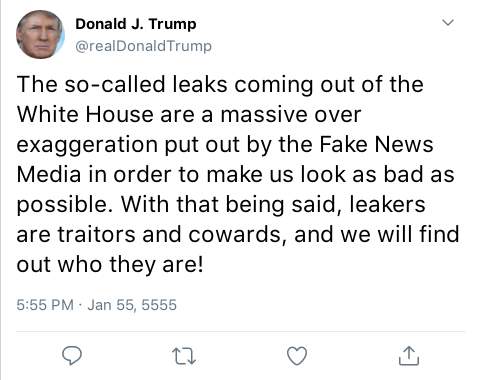 Donald J. Trump
@realDonaldTrump
The so-called leaks coming out of the
White House are a massive over
exaggeration put out by the Fake News
Media in order to make us look as bad as
possible. With that being said, leakers
are traitors and cowards, and we will find
out who they are!
5:55 PM · Jan 55, 5555